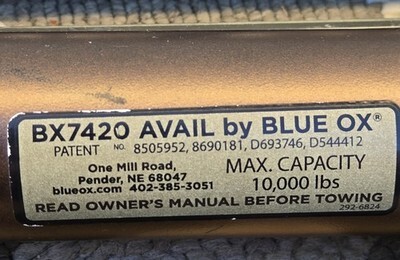 BX7420 AVAIL by BLUE OX®
PATENT NO. 8505952, 8690181, D693746, D544412
One Mill Road,
Pender, NE 68047
blueox.com 402-385-3051
MAX. CAPACITY
10,000 lbs
READ OWNER'S MANUAL BEFORE TOWING
292-6824